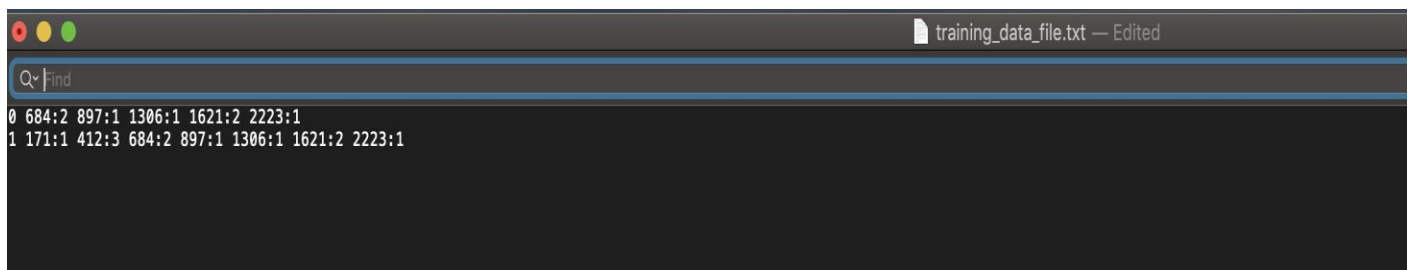 training_data_file.txt — Edited
Find
0 684:2 897:1 1306:1 1621:2 2223:1
1 171:1 412:3 684:2 897:1 1306:1 1621:2 2223:1